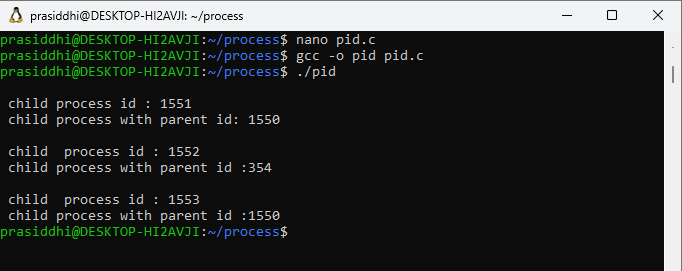 prasiddhi@DESKTOP-HI2AVJI: ~/process
prasiddhi@DESKTOP-HI2AVJI:~/process$ nano pid.c
prasiddhi@DESKTOP-HI2AVJI:~/process$ gcc -o pid pid.c
prasiddhi@DESKTOP-HI2AVJI:~/process$ ./pid
child process id : 1551
child process with parent id: 1550
child  process id : 1552
child process with parent id :354
child  process id : 1553
child process with parent id :1550
prasiddhi@DESKTOP-HI2AVJI:~/process$